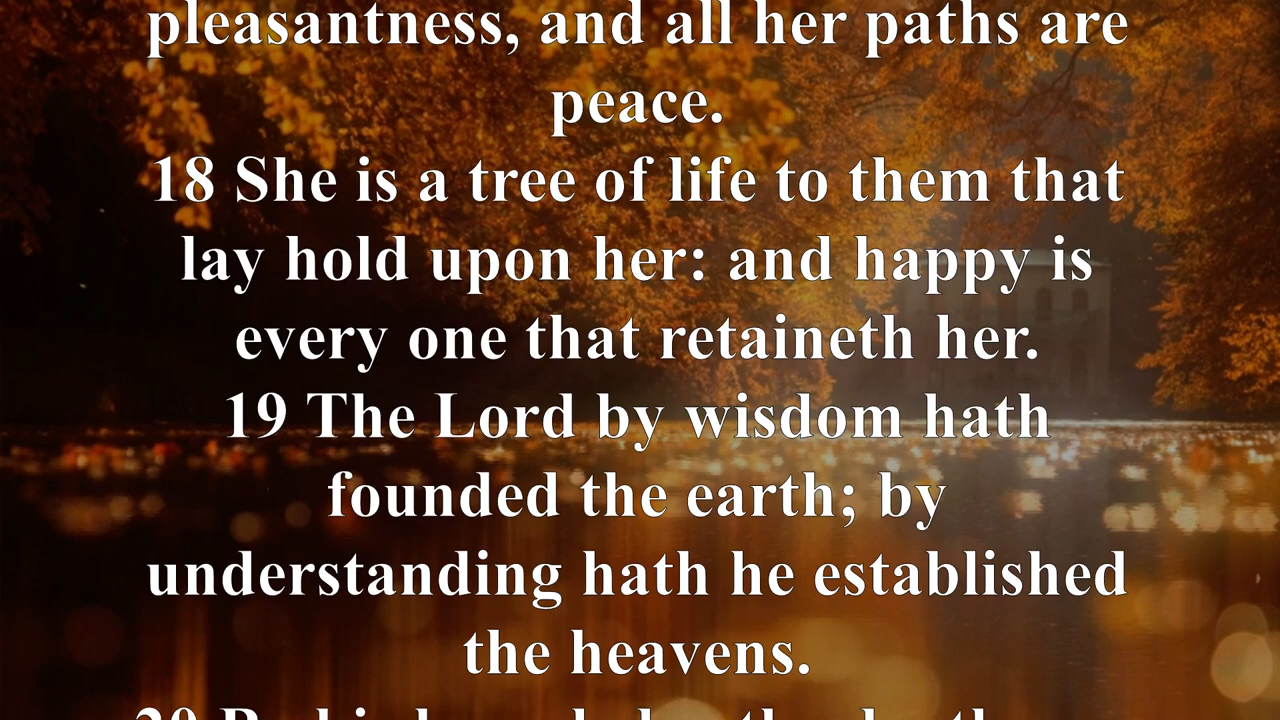 pleasantness, and all her paths are
peace.
18 She is a tree of life to them that
lay hold upon her: and happy is
every one that retaineth her.
19 The Lord by wisdom hath
founded the earth; by
understanding hath he established
the heavens.